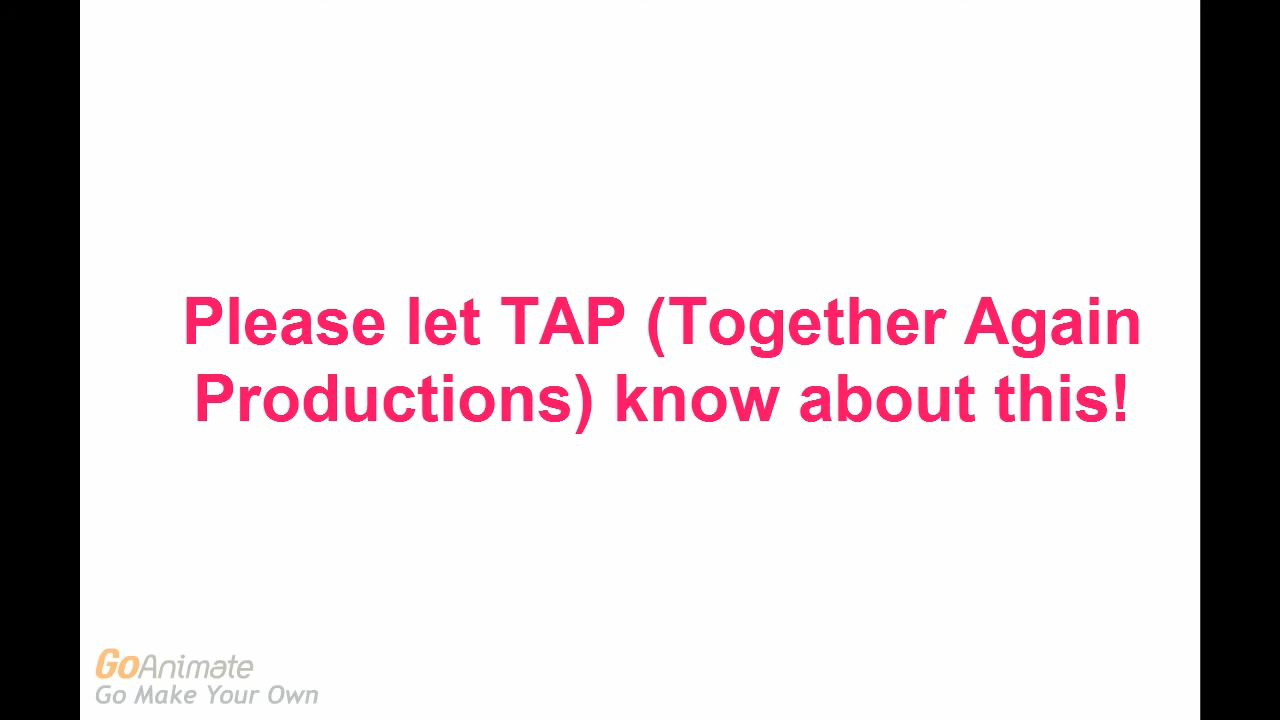 Please let TAP (Together Again
Productions) know about this!
GoAnimate
Go Make Your Own